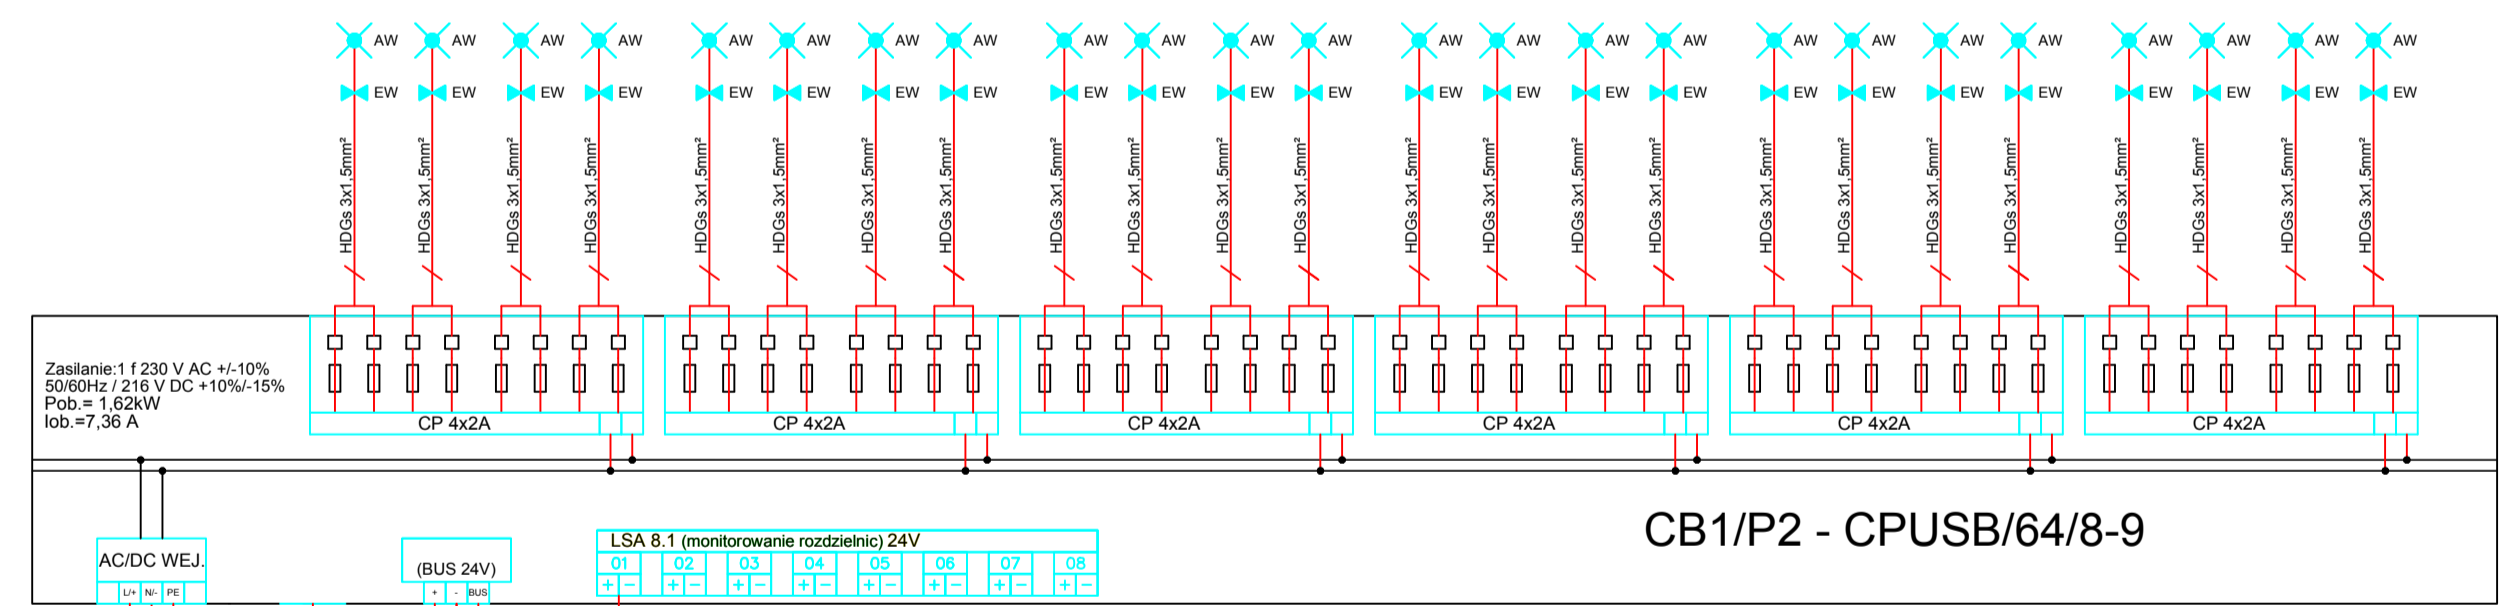 AW AW AW AW AW AW AW AW AW AW AW AW AW AW AW AW AW AW AW AW AW AW AW AW
EW EW EW EW EW EW EW EW EW EW EW EW EW EW EW EW EW EW EW EW EW EW EW EW
HDGs 3x1,5mm² HDGs 3x1,5mm² HDGs 3x1,5mm² HDGs 3x1,5mm² HDGs 3x1,5mm² HDGs 3x1,5mm² HDGs 3x1,5mm² HDGs 3x1,5mm² HDGs 3x1,5mm² HDGs 3x1,5mm² HDGs 3x1,5mm² HDGs 3x1,5mm² HDGs 3x1,5mm² HDGs 3x1,5mm² HDGs 3x1,5mm² HDGs 3x1,5mm² HDGs 3x1,5mm² HDGs 3x1,5mm² HDGs 3x1,5mm² HDGs 3x1,5mm² HDGs 3x1,5mm² HDGs 3x1,5mm² HDGs 3x1,5mm² HDGs 3x1,5mm²
Zasilanie:1 f 230 V AC +/-10%
50/60Hz / 216 V DC +10%/-15%
Pob.= 1,62kW
Iob.=7,36 A
CP 4x2A CP 4x2A CP 4x2A CP 4x2A CP 4x2A CP 4x2A
CB1/P2 - CPUSB/64/8-9
AC/DC WEJ.
L/+ N/- PE
(BUS 24V)
+ - BUS
LSA 8.1 (monitorowanie rozdzielnic) 24V
01 02 03 04 05 06 07 08
+ - + - + - + - + - + - + - + -